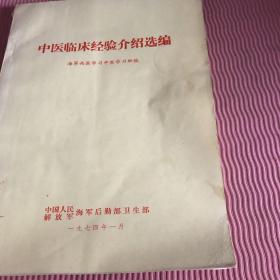 中医临床经验介绍选编
海军西医学习中医学习班编
中国人民
解放军 海军后勤部卫生部
一九七四年一月